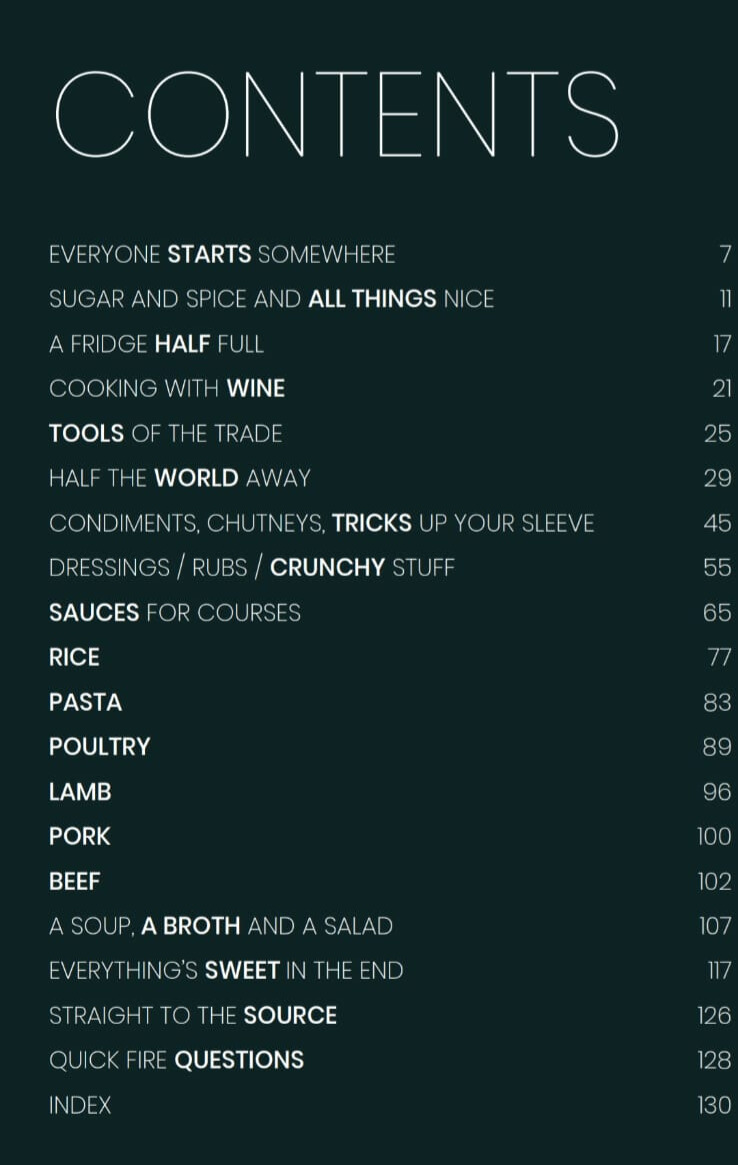 CONTENTS
EVERYONE STARTS SOMEWHERE 7
SUGAR AND SPICE AND ALL THINGS NICE 11
A FRIDGE HALF FULL 17
COOKING WITH WINE 21
TOOLS OF THE TRADE 25
HALF THE WORLD AWAY 29
CONDIMENTS, CHUTNEYS, TRICKS UP YOUR SLEEVE 45
DRESSINGS / RUBS / CRUNCHY STUFF 55
SAUCES FOR COURSES 65
RICE 77
PASTA 83
POULTRY 89
LAMB 96
PORK 100
BEEF 102
A SOUP, A BROTH AND A SALAD 107
EVERYTHING'S SWEET IN THE END 117
STRAIGHT TO THE SOURCE 126
QUICK FIRE QUESTIONS 128
INDEX 130